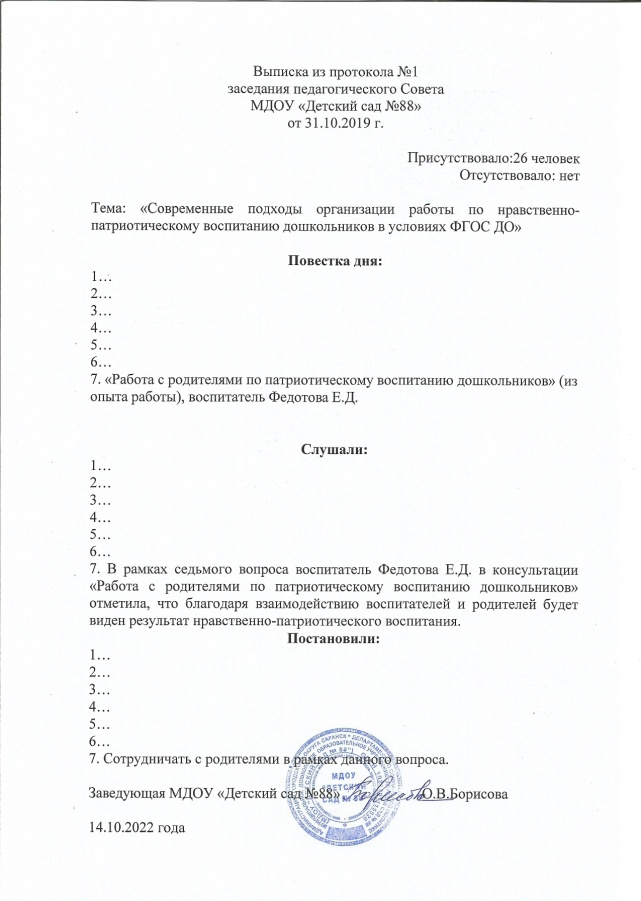 Выписка из протокола №1
заседания педагогического Совета
МДОУ «Детский сад №88»
от 31.10.2019 г.
Присутствовало:26 человек
Отсутствовало: нет
Тема: «Современные подходы организации работы по нравственно-
патриотическому воспитанию дошкольников в условиях ФГОС ДО»
Повестка дня:
1…
2…
3…
4…
5…
6…
7. «Работа с родителями по патриотическому воспитанию дошкольников» (из
опыта работы), воспитатель Федотова Е.Д.
Слушали:
1…
2…
3…
4…
5…
6…
7. В рамках седьмого вопроса воспитатель Федотова Е.Д. в консультации
«Работа с родителями по патриотическому воспитанию дошкольников»
отметила, что благодаря взаимодействию воспитателей и родителей будет
виден результат нравственно-патриотического воспитания.
Постановили:
1…
2…
3…
4…
5…
6…
7. Сотрудничать с родителями в рамках данного вопроса.
МДОУ
"ДЕТСКИЙ
САД № 88"
Заведующая МДОУ «Детский сад №88» О.В.Борисова
14.10.2022 года